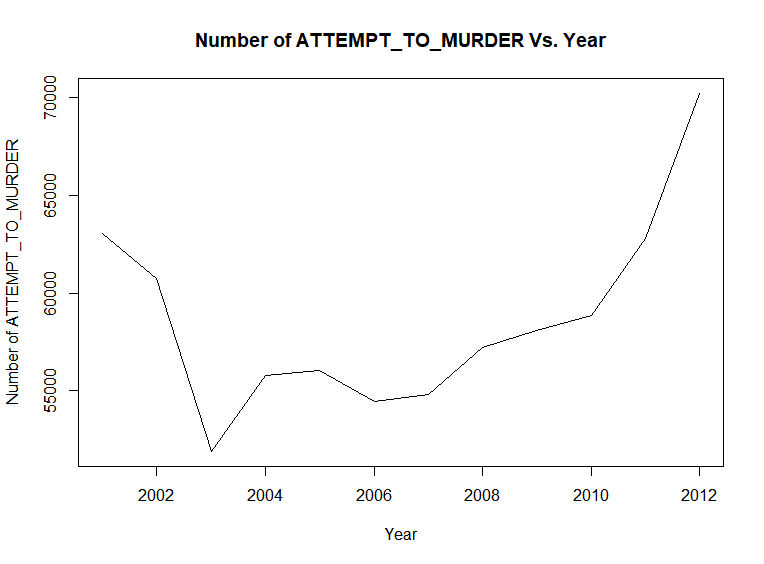 Number of ATTEMPT_TO_MURDER Vs. Year
Number of ATTEMPT_TO_MURDER
70000
65000
60000
55000
2002 2004 2006 2008 2010 2012
Year